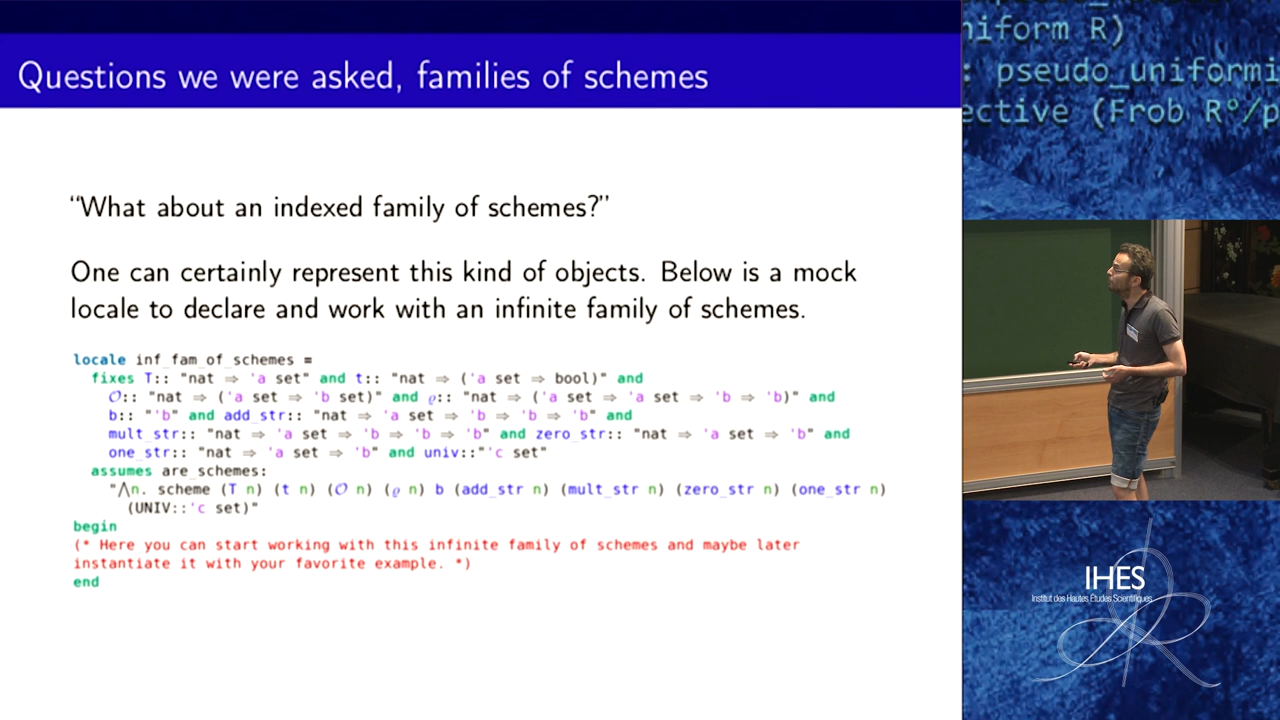 Questions we were asked, families of schemes
“What about an indexed family of schemes?”
One can certainly represent this kind of objects. Below is a mock
locale to declare and work with an infinite family of schemes.
locale inf_fam_of_schemes =
fixes T:: "nat ⇒ 'a set" and t:: "nat ⇒ ('a set ⇒ bool)" and
𝒪:: "nat ⇒ ('a set ⇒ 'b set)" and ϱ:: "nat ⇒ ('a set ⇒ 'a set ⇒ 'b ⇒ 'b)" and
b:: "'b" and add_str:: "nat ⇒ 'a set ⇒ 'b ⇒ 'b ⇒ 'b" and
mult_str:: "nat ⇒ 'a set ⇒ 'b ⇒ 'b ⇒ 'b" and zero_str:: "nat ⇒ 'a set ⇒ 'b" and
one_str:: "nat ⇒ 'a set ⇒ 'b" and univ::"'c set"
assumes are_schemes:
"⋀n. scheme (T n) (t n) (𝒪 n) (ϱ n) b (add_str n) (mult_str n) (zero_str n) (one_str n)
(UNIV::'c set)"
begin
(* Here you can start working with this infinite family of schemes and maybe later
instantiate it with your favorite example. *)
end
niform R)
: pseudo_uniformi
ective (Frob R°/p
IHES
Institut des Hautes Études Scientifiques